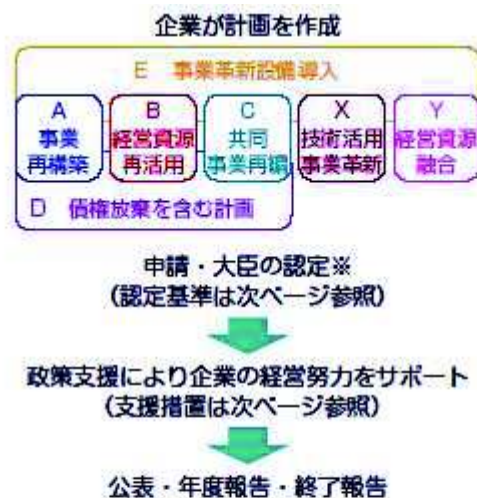 企業が計画を作成
E 事業革新設備導入
A
事業
再構築
B
経営資源
再活用
C
共同
事業再編
X
技術活用
事業革新
Y
経営資源
融合
D 債権放棄を含む計画
申請・大臣の認定※
(認定基準は次ページ参照)
政策支援により企業の経営努力をサポート
(支援措置は次ページ参照)
公表・年度報告・終了報告